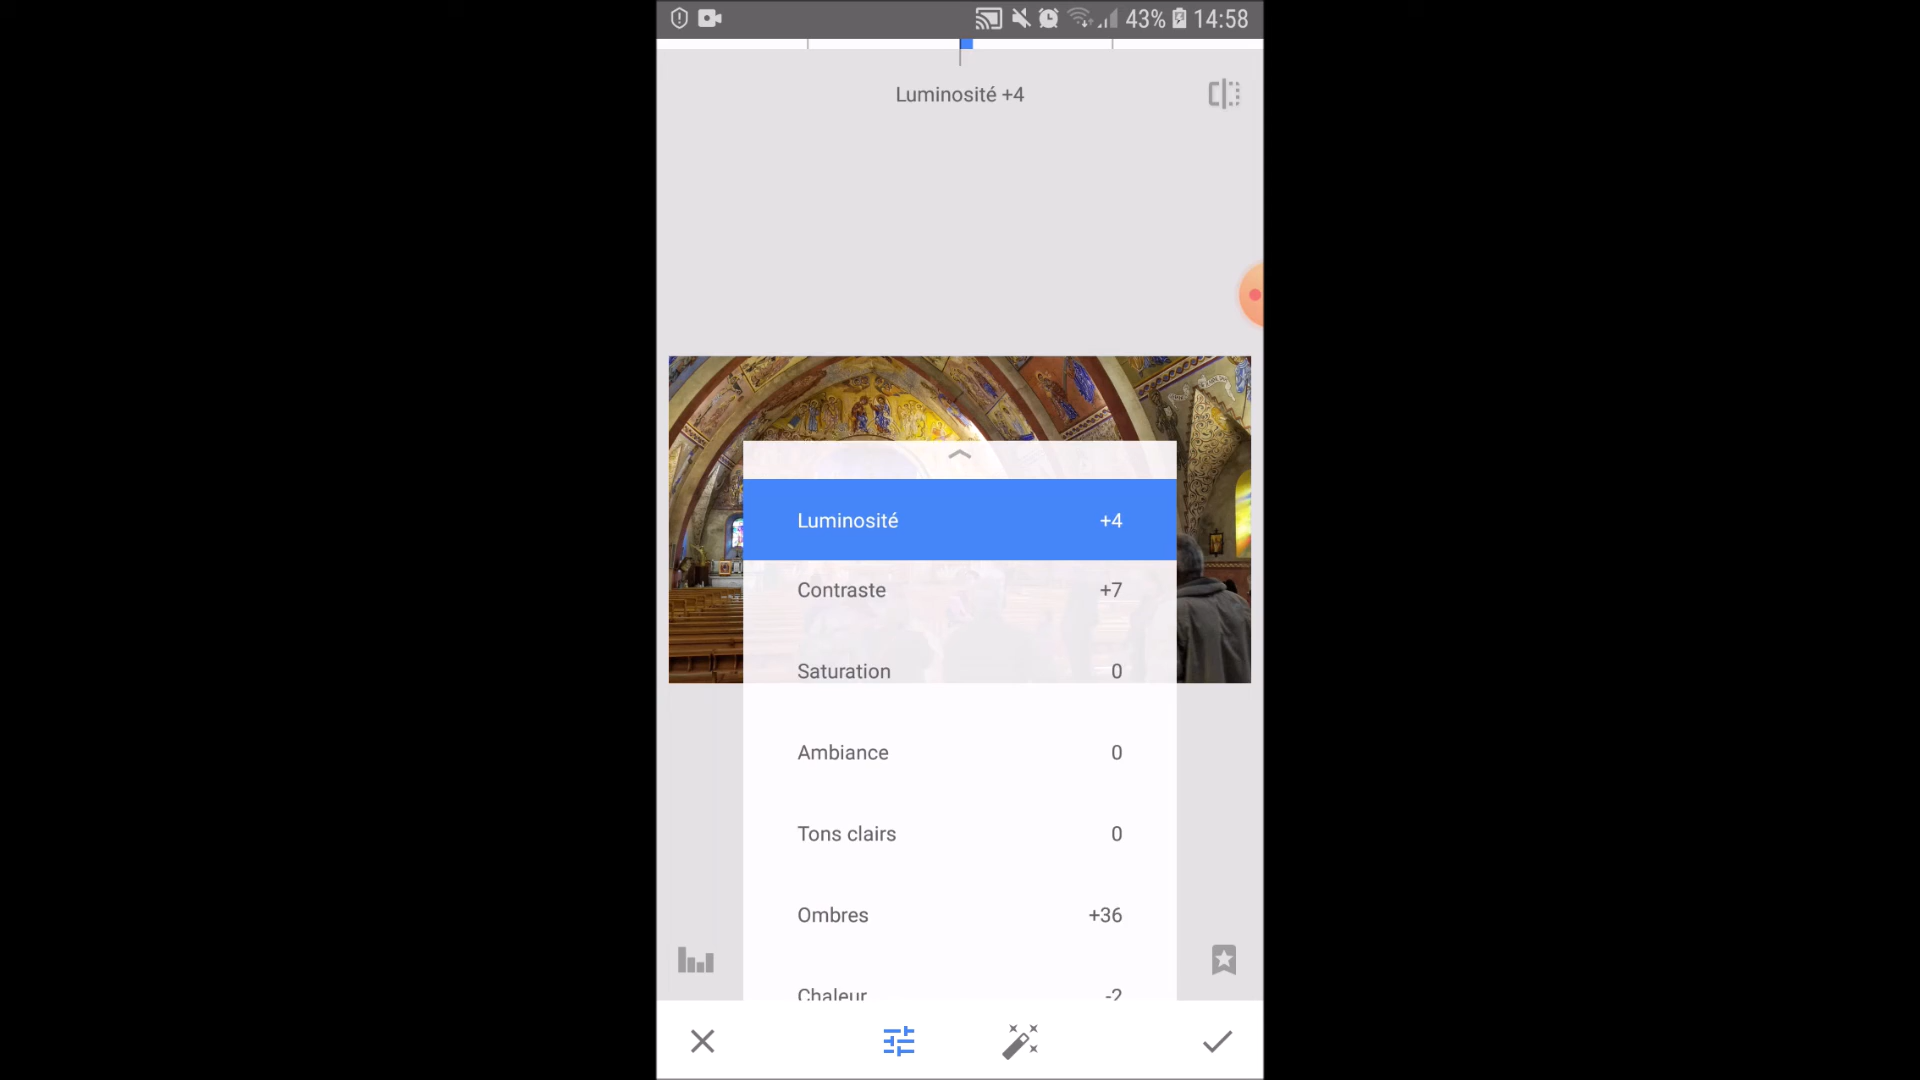 43% 14:58
Luminosité +4
Luminosité +4
Contraste +7
Saturation 0
Ambiance 0
Tons clairs 0
Ombres +36
Chaleur -2